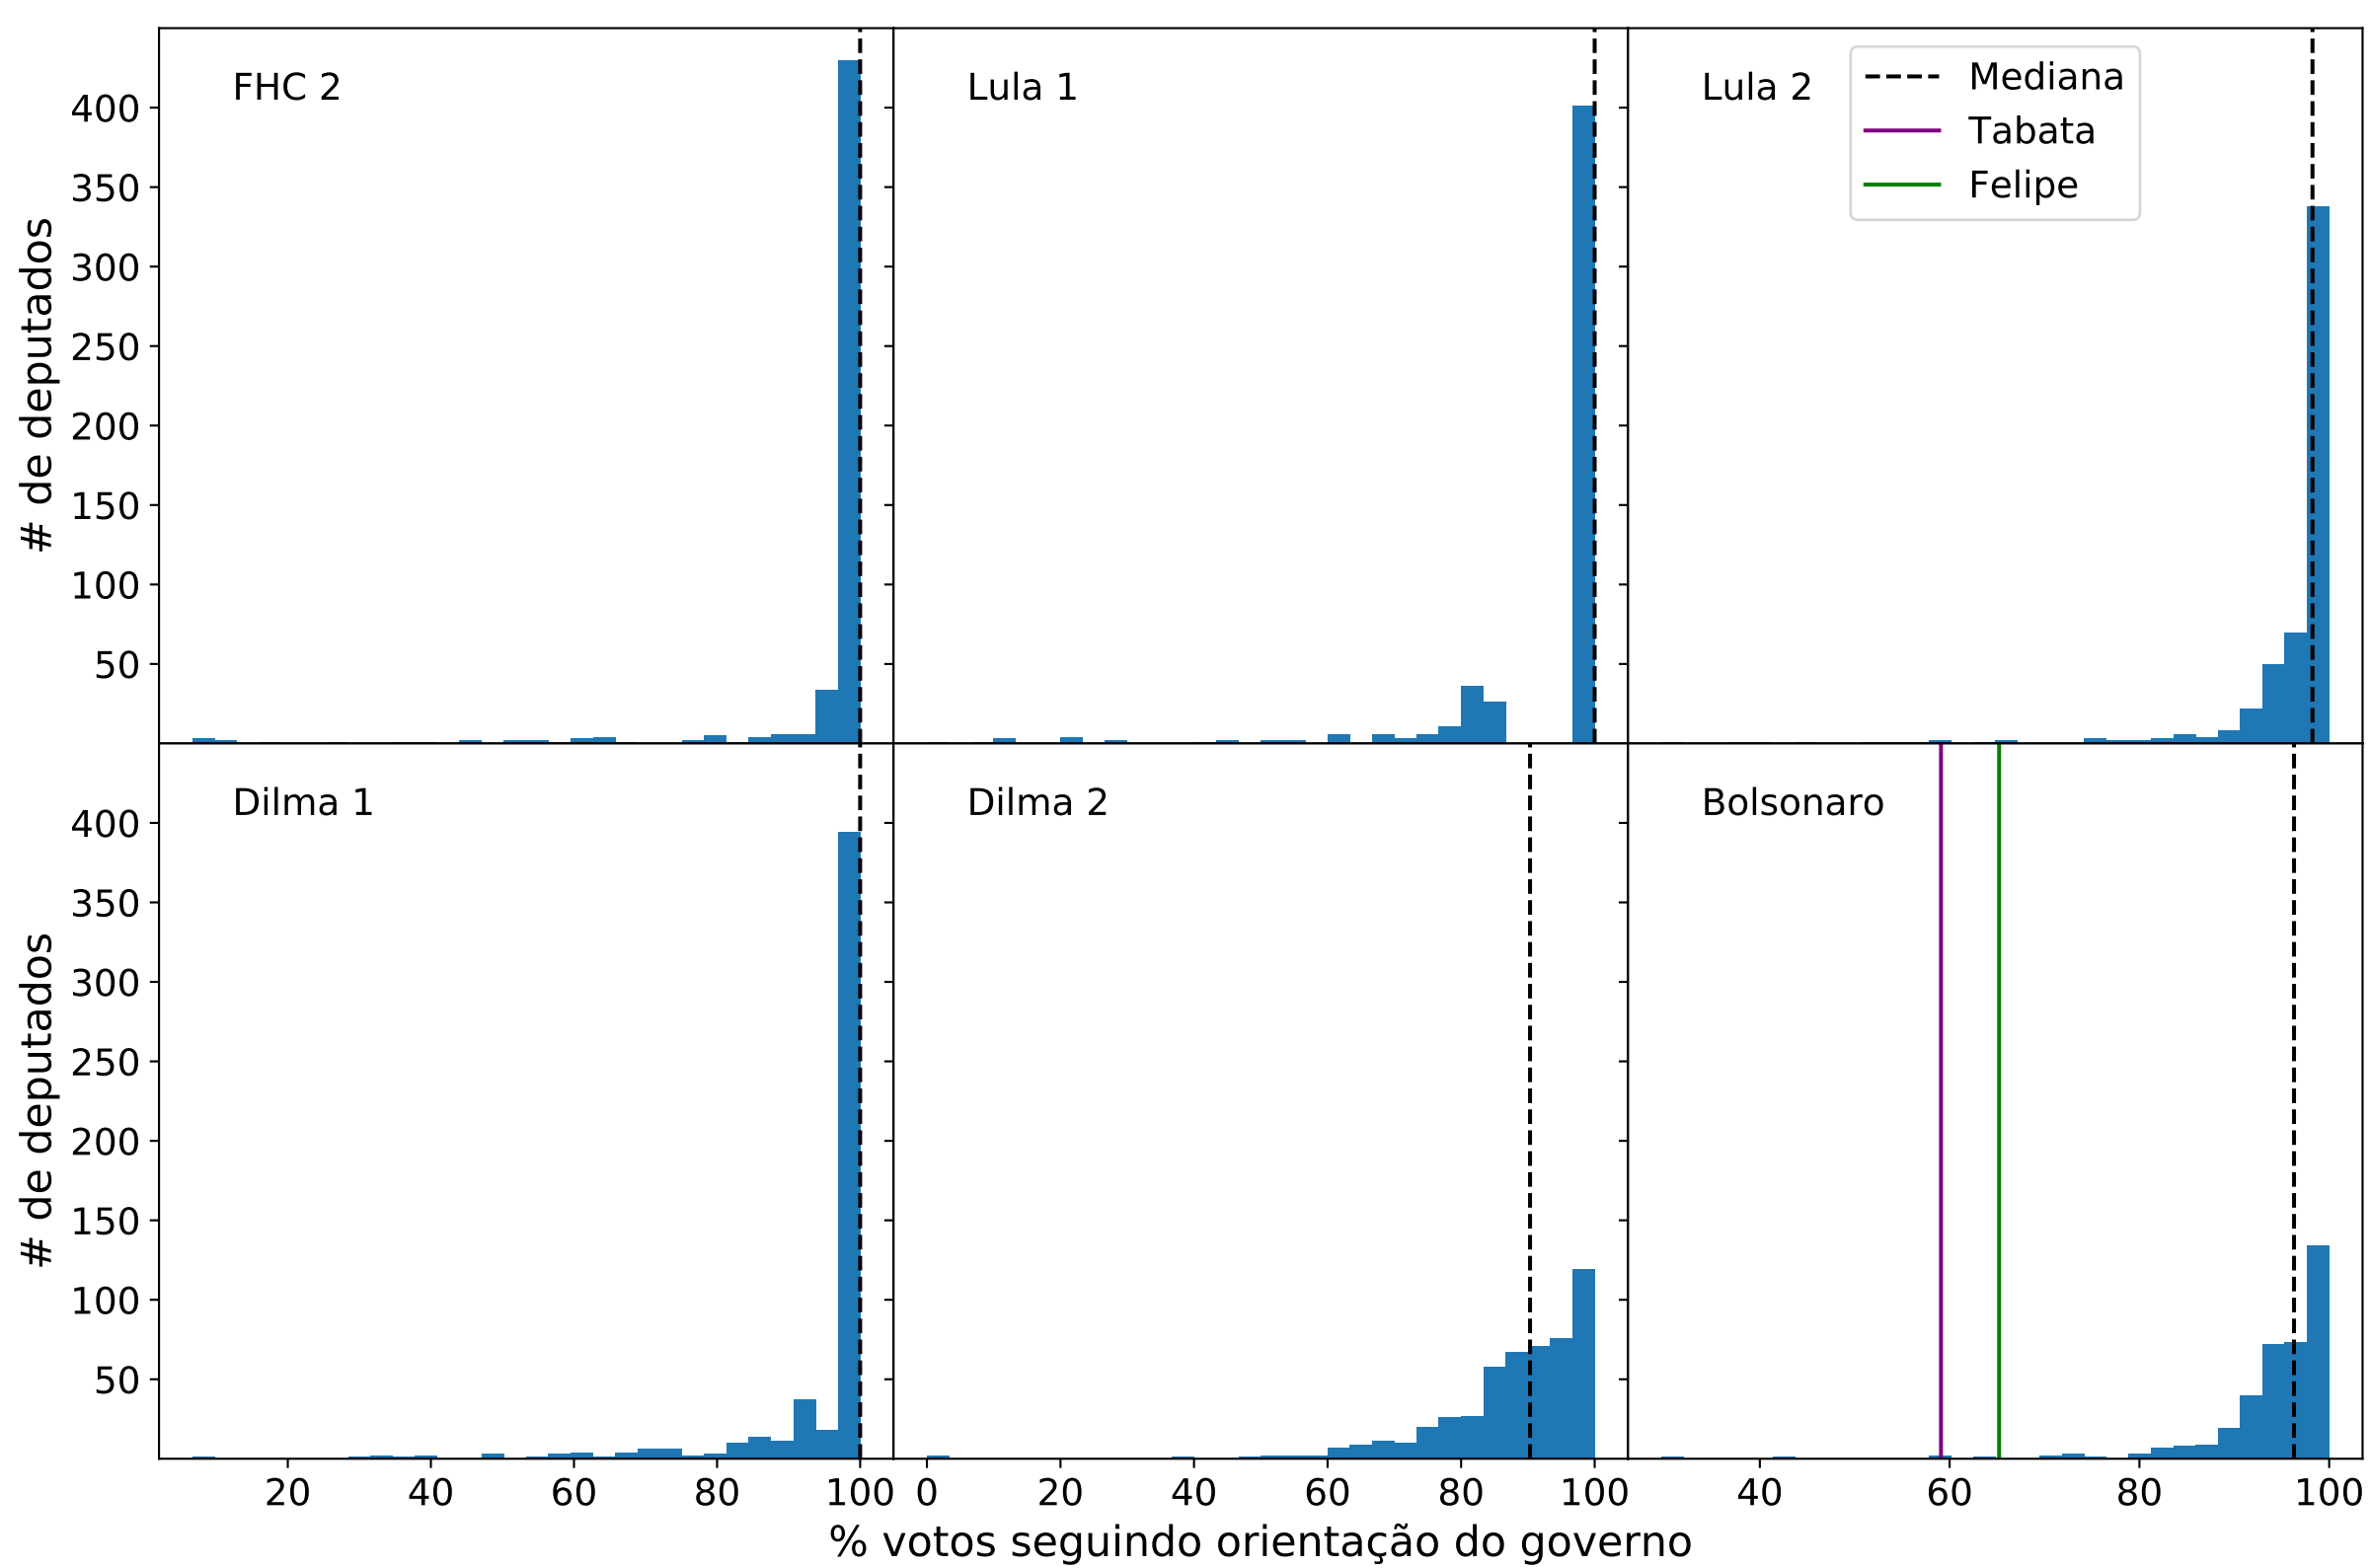 FHC 2
Lula 1
Lula 2
Mediana
Tabata
Felipe
# de deputados
400
350
300
250
200
150
100
50
Dilma 1
Dilma 2
Bolsonaro
# de deputados
400
350
300
250
200
150
100
50
20 40 60 80 100 0 20 40 60 80 100 40 60 80 100
% votos seguindo orientação do governo